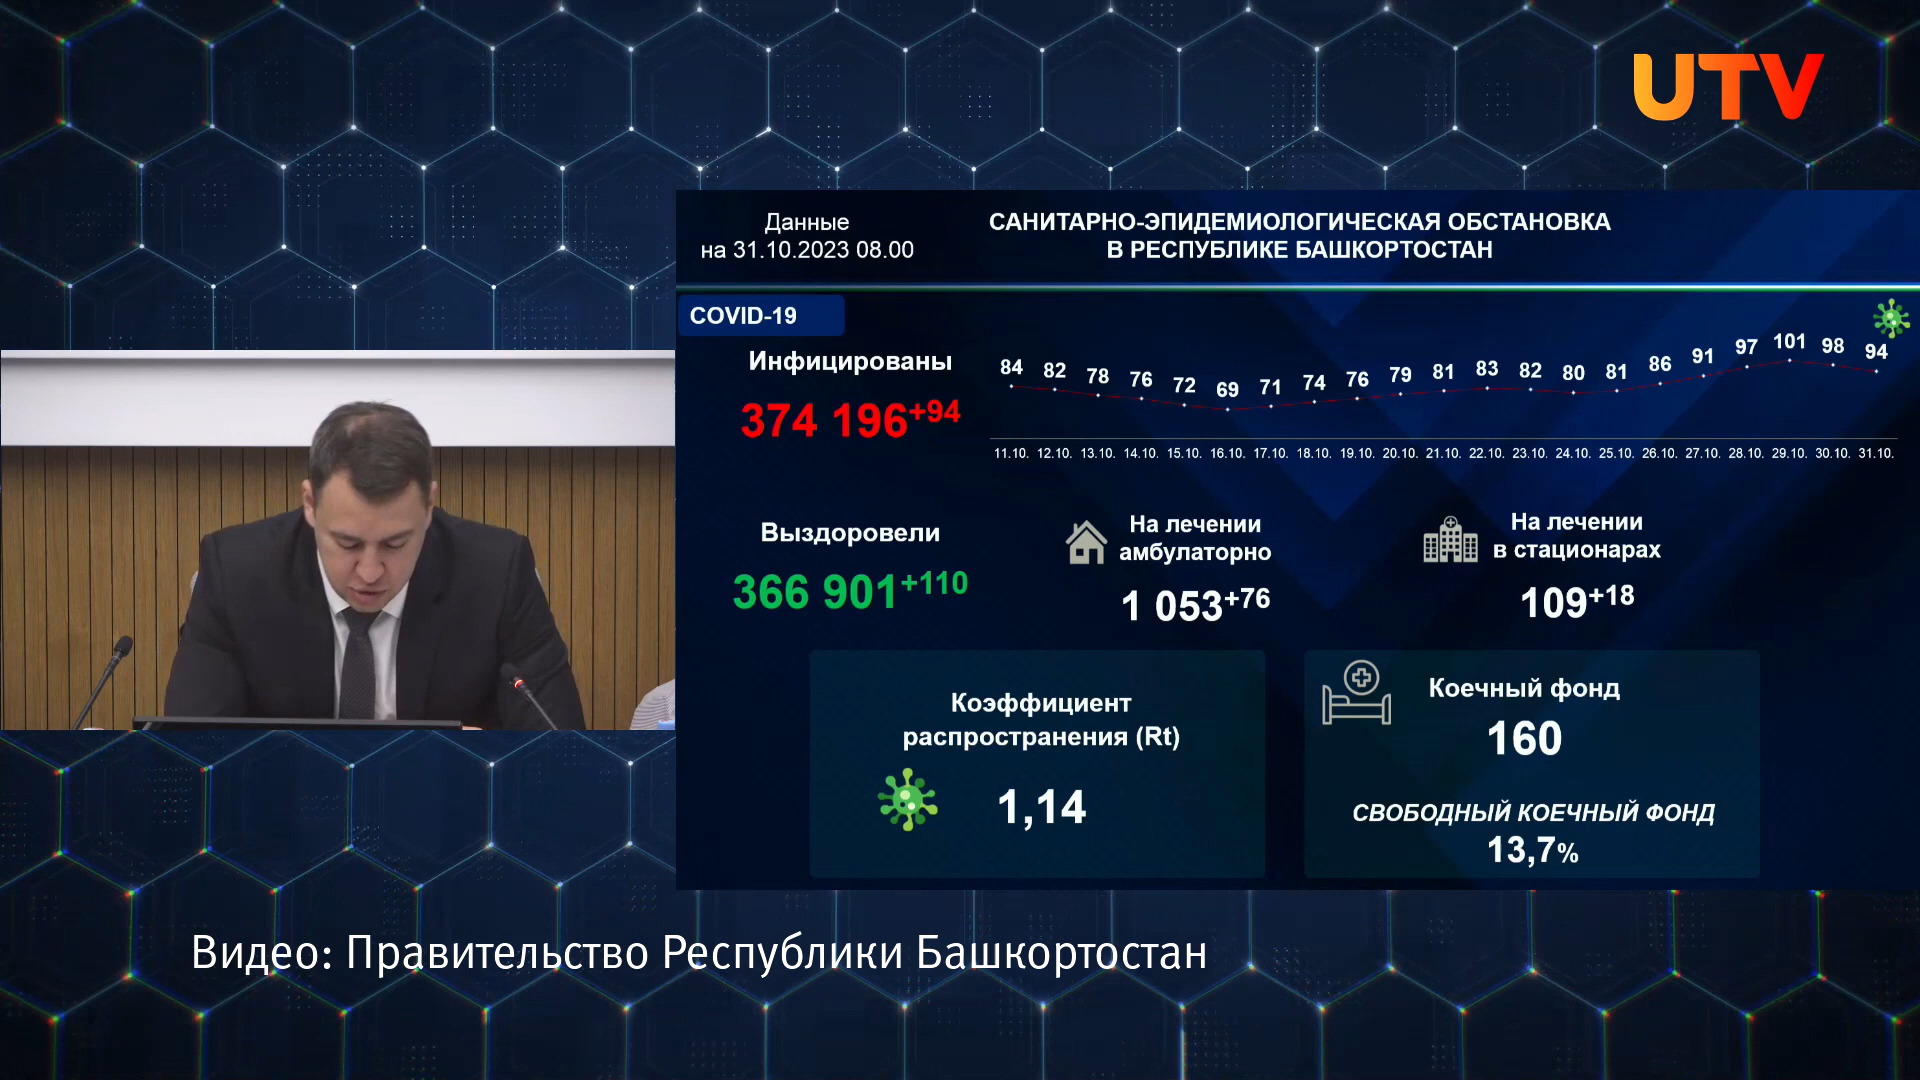 UTV
Данные
на 31.10.2023 08.00
САНИТАРНО-ЭПИДЕМИОЛОГИЧЕСКАЯ ОБСТАНОВКА
В РЕСПУБЛИКЕ БАШКОРТОСТАН
COVID-19
Инфицированы
374 196+94
84 82 78 76 72 69 71 74 76 79 81 83 82 80 81 86 91 97 101 98 94
11.10. 12.10. 13.10. 14.10. 15.10. 16.10. 17.10. 18.10. 19.10. 20.10. 21.10. 22.10. 23.10. 24.10. 25.10. 26.10. 27.10. 28.10. 29.10. 30.10. 31.10.
Выздоровели
366 901+110
На лечении
амбулаторно
1 053+76
На лечении
в стационарах
109+18
Коэффициент
распространения (Rt)
1,14
Коечный фонд
160
СВОБОДНЫЙ КОЕЧНЫЙ ФОНД
13,7%
Видео: Правительство Республики Башкортостан